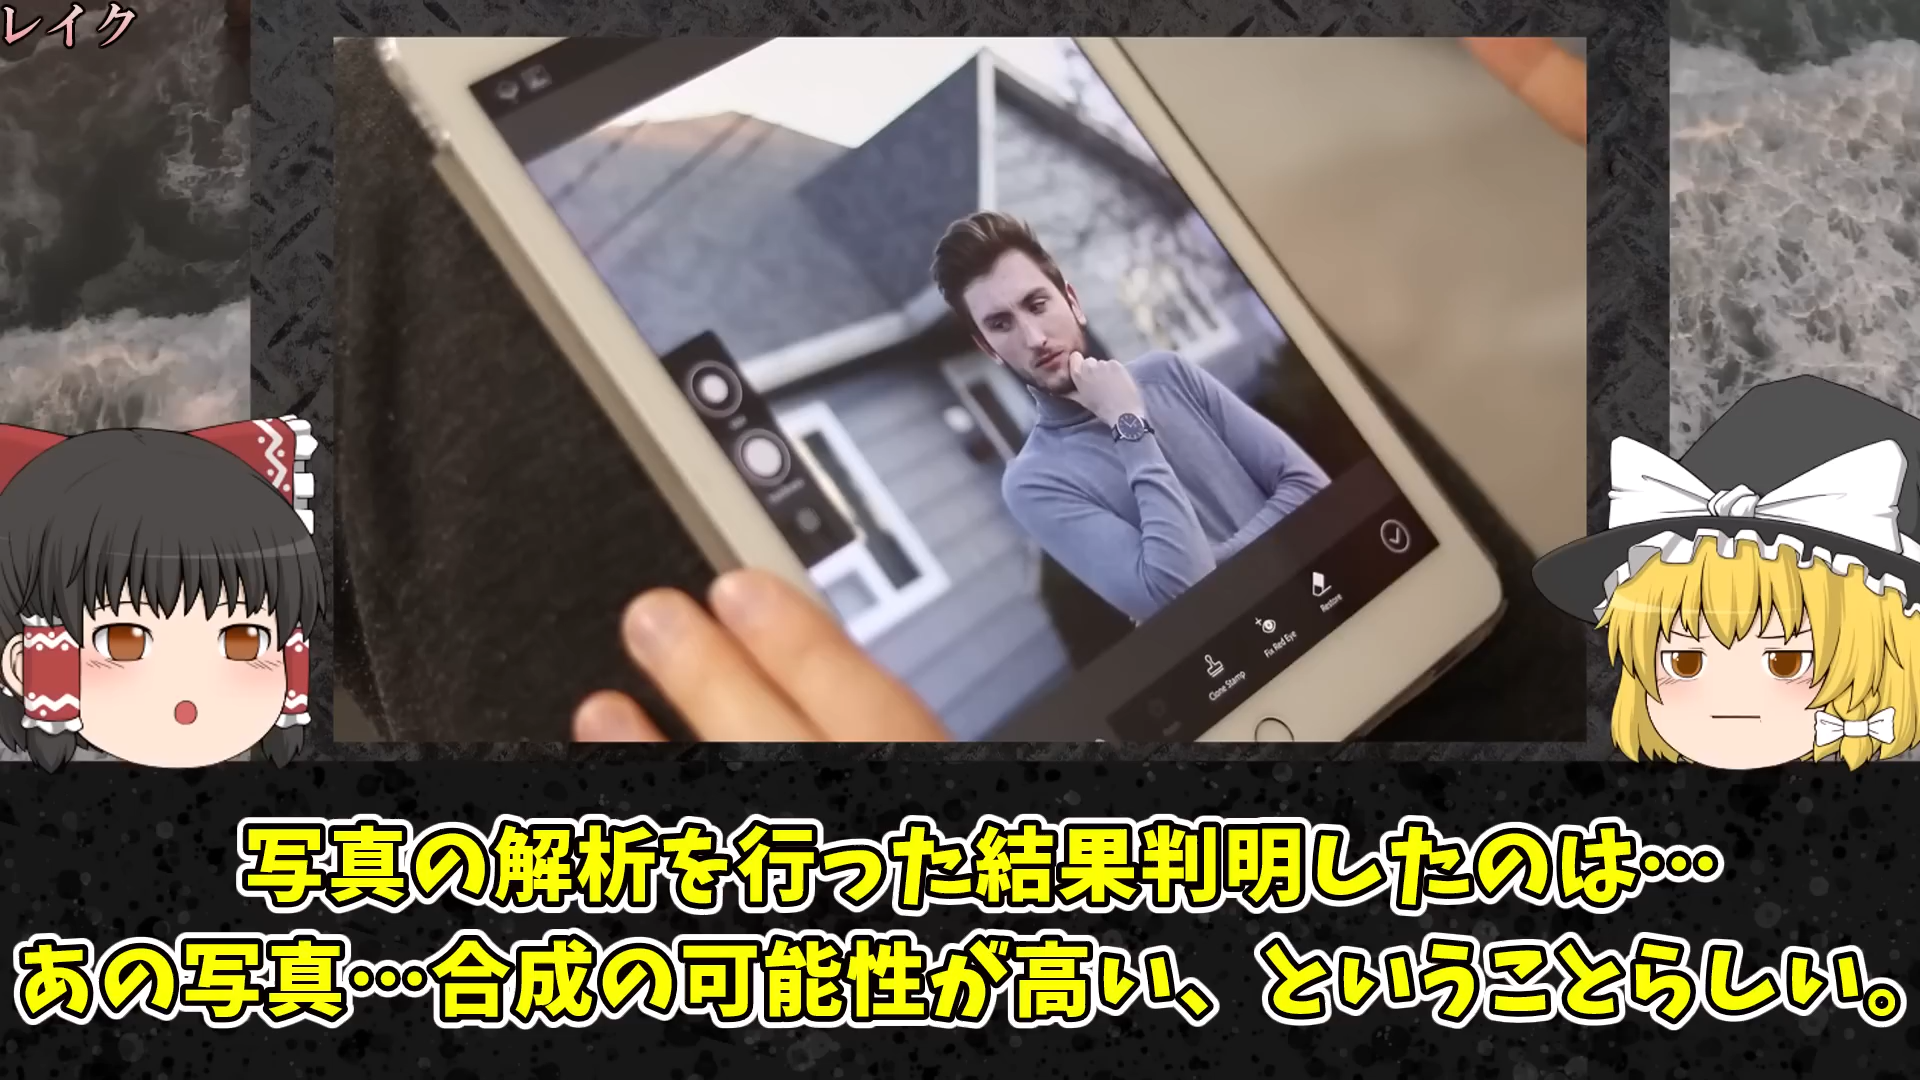 レイク
Restore
Fix Red Eye
Clone Stamp
写真の解析を行った結果判明したのは…
あの写真…合成の可能性が高い、ということらしい。